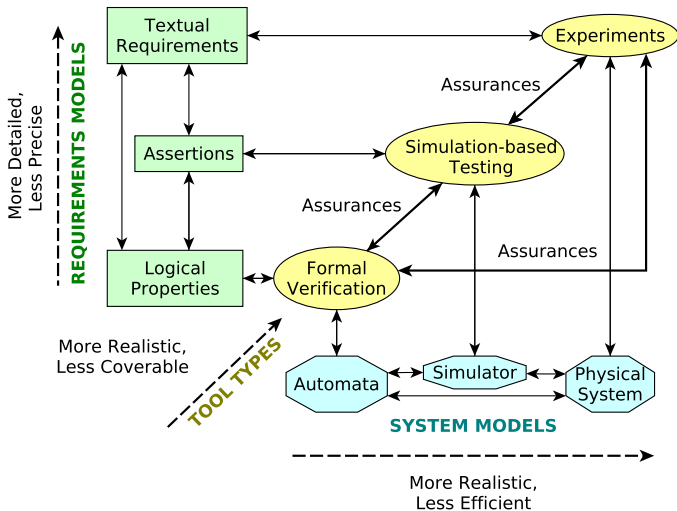 Textual
Requirements
Experiments
Assurances
More Detailed,
Less Precise
REQUIREMENTS MODELS
Assertions
Simulation-based
Testing
Assurances
Assurances
Logical
Properties
Formal
Verification
More Realistic,
Less Coverable
TOOL TYPES
Automata
Simulator
Physical
System
SYSTEM MODELS
More Realistic,
Less Efficient